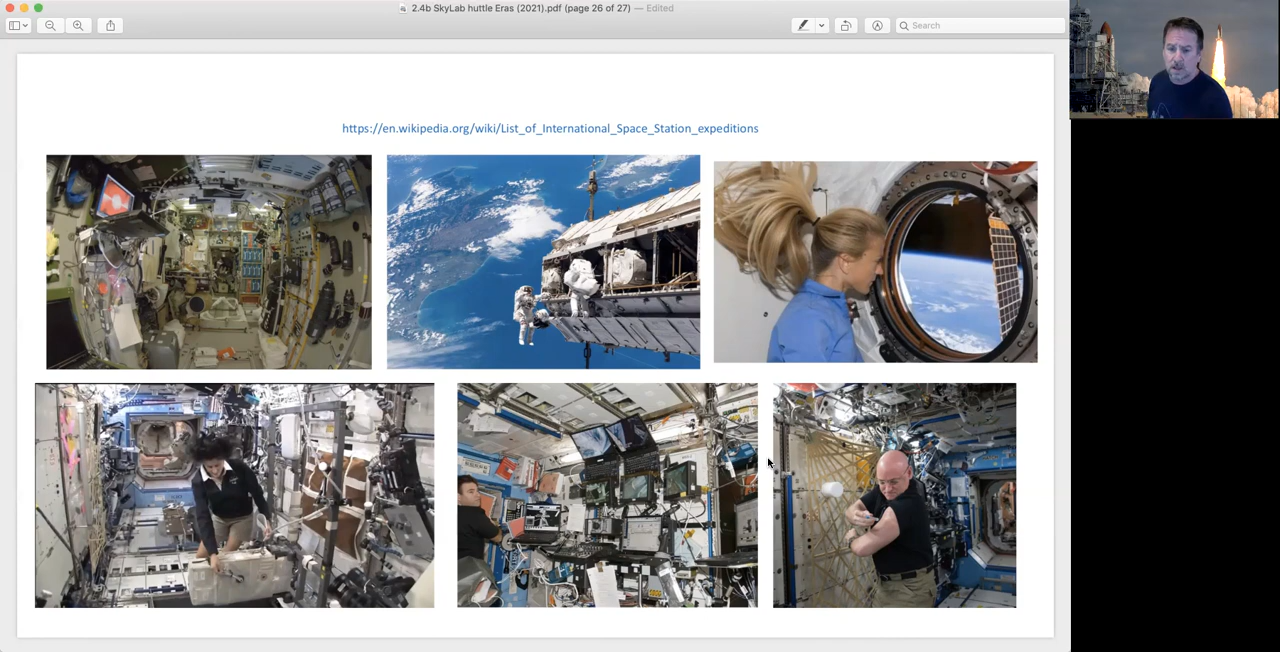 2.4b SkyLab huttle Eras (2021).pdf (page 26 of 27) — Edited
Search
https://en.wikipedia.org/wiki/List_of_International_Space_Station_expeditions